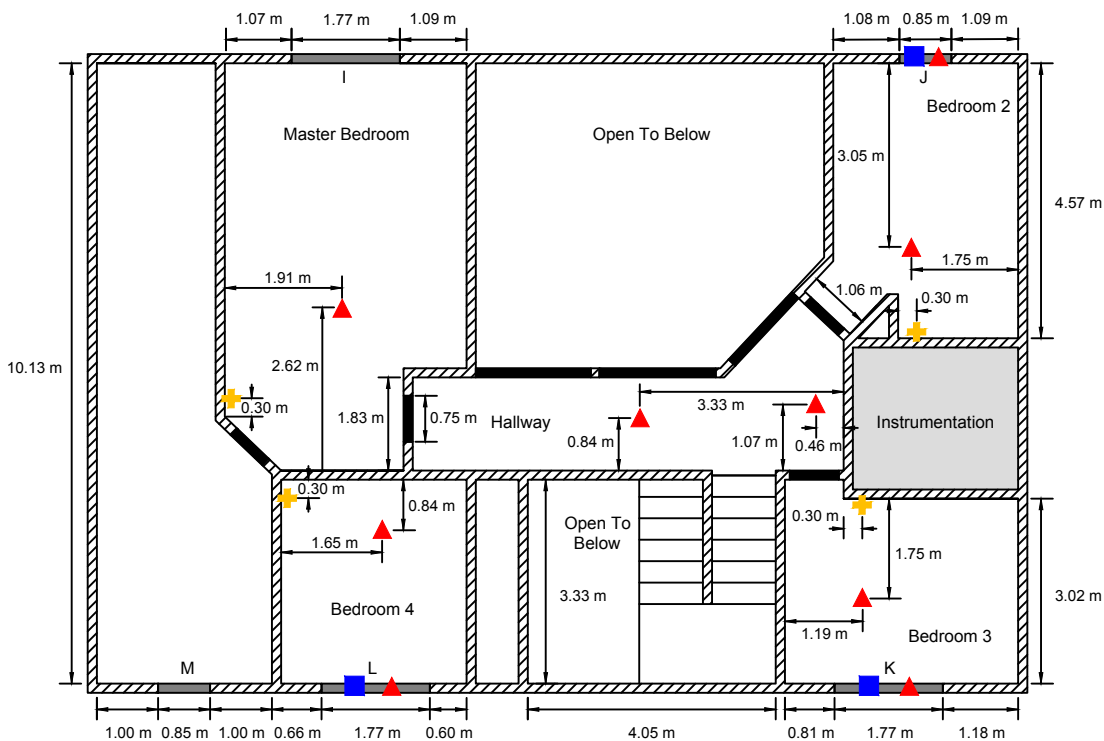 1.07 m
1.77 m
1.09 m
1.08 m
0.85 m
1.09 m
I
J
Master Bedroom
Open To Below
Bedroom 2
3.05 m
4.57 m
1.91 m
1.75 m
1.06 m
0.30 m
2.62 m
10.13 m
0.30 m
1.83 m
0.75 m
Hallway
3.33 m
0.84 m
1.07 m
0.46 m
Instrumentation
0.30 m
0.84 m
Open To
Below
0.30 m
1.65 m
1.75 m
3.33 m
3.02 m
Bedroom 4
1.19 m
Bedroom 3
M
L
K
1.00 m
0.85 m
1.00 m
0.66 m
1.77 m
0.60 m
4.05 m
0.81 m
1.77 m
1.18 m